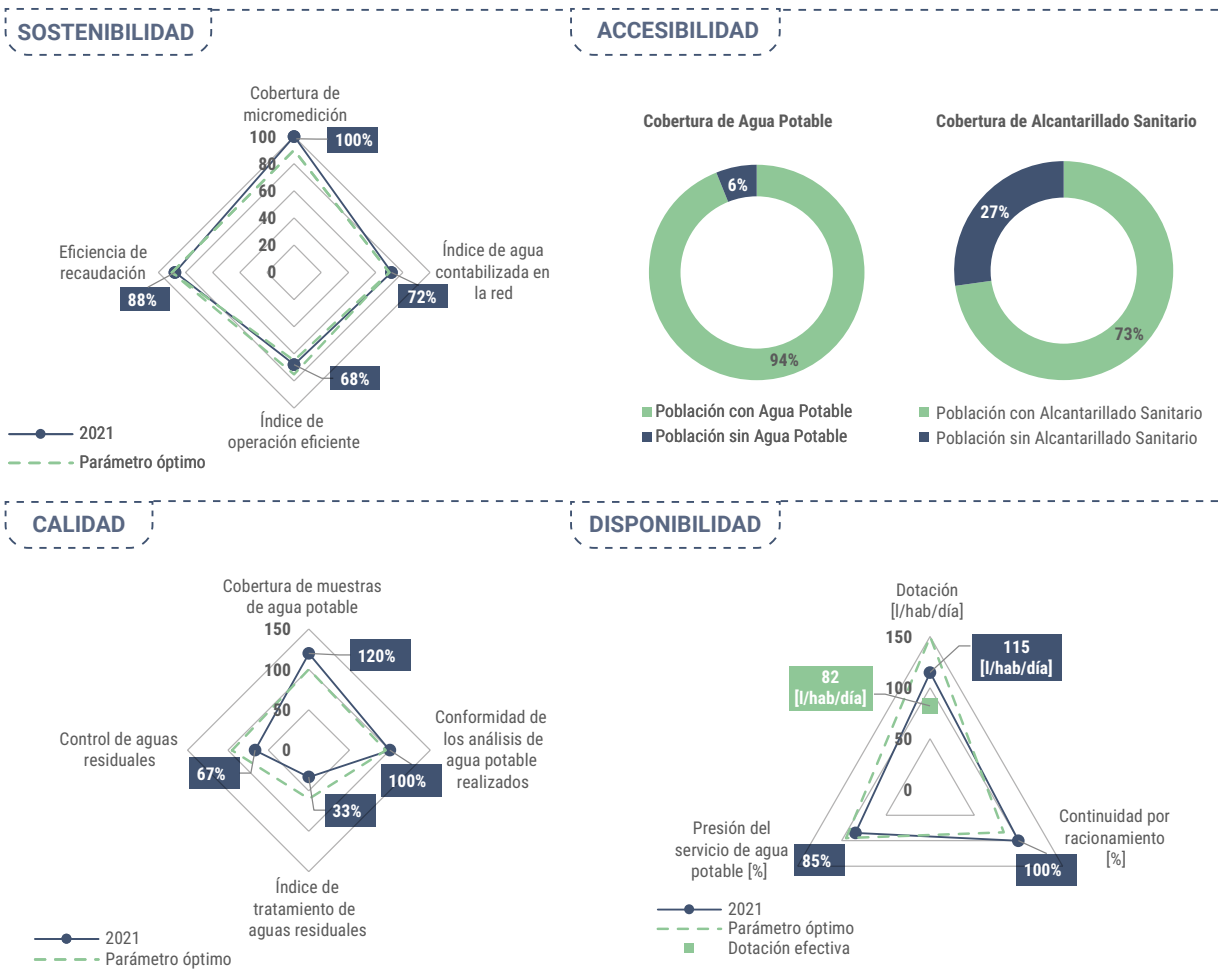 SOSTENIBILIDAD
Cobertura de
micromedición
100
80
60
40
20
0
100%
Eficiencia de
recaudación
88%
Índice de agua
contabilizada en
la red
72%
68%
Índice de
operación eficiente
2021
Parámetro óptimo
ACCESIBILIDAD
Cobertura de Agua Potable
6%
94%
Población con Agua Potable
Población sin Agua Potable
Cobertura de Alcantarillado Sanitario
27%
73%
Población con Alcantarillado Sanitario
Población sin Alcantarillado Sanitario
CALIDAD
Cobertura de muestras
de agua potable
150
100
50
0
120%
Control de aguas
residuales
67%
Conformidad de
los análisis de
agua potable
realizados
100%
33%
Índice de
tratamiento de
aguas residuales
2021
Parámetro óptimo
DISPONIBILIDAD
Dotación
[l/hab/día]
150
100
50
0
115
[l/hab/día]
82
[l/hab/día]
Presión del
servicio de agua
potable [%]
85%
Continuidad por
racionamiento
[%]
100%
2021
Parámetro óptimo
Dotación efectiva